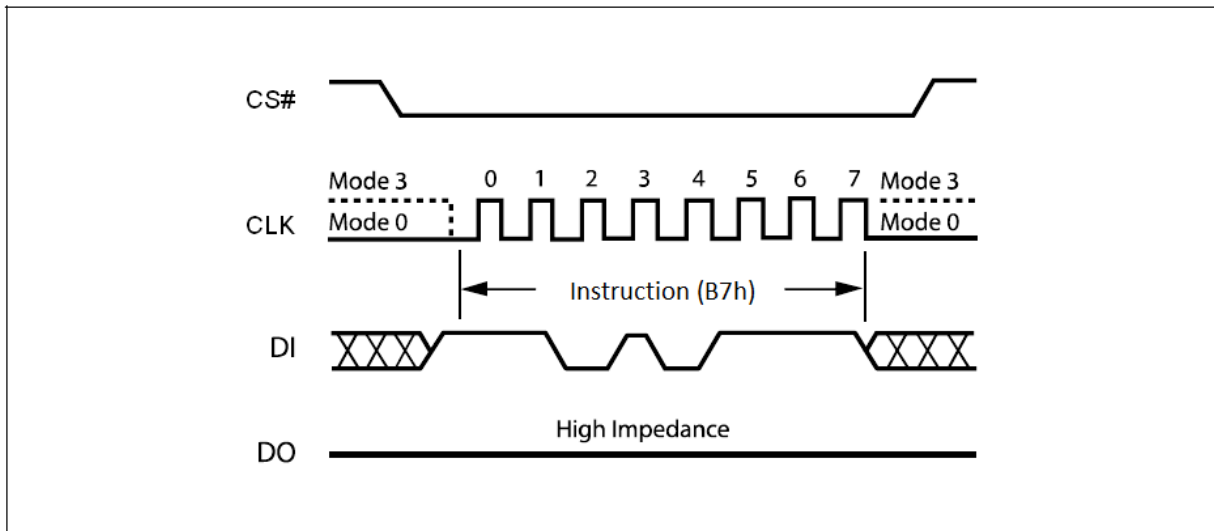 CS#
Mode 3 0 1 2 3 4 5 6 7 Mode 3
CLK Mode 0 Mode 0
Instruction (B7h)
DI
High Impedance
DO